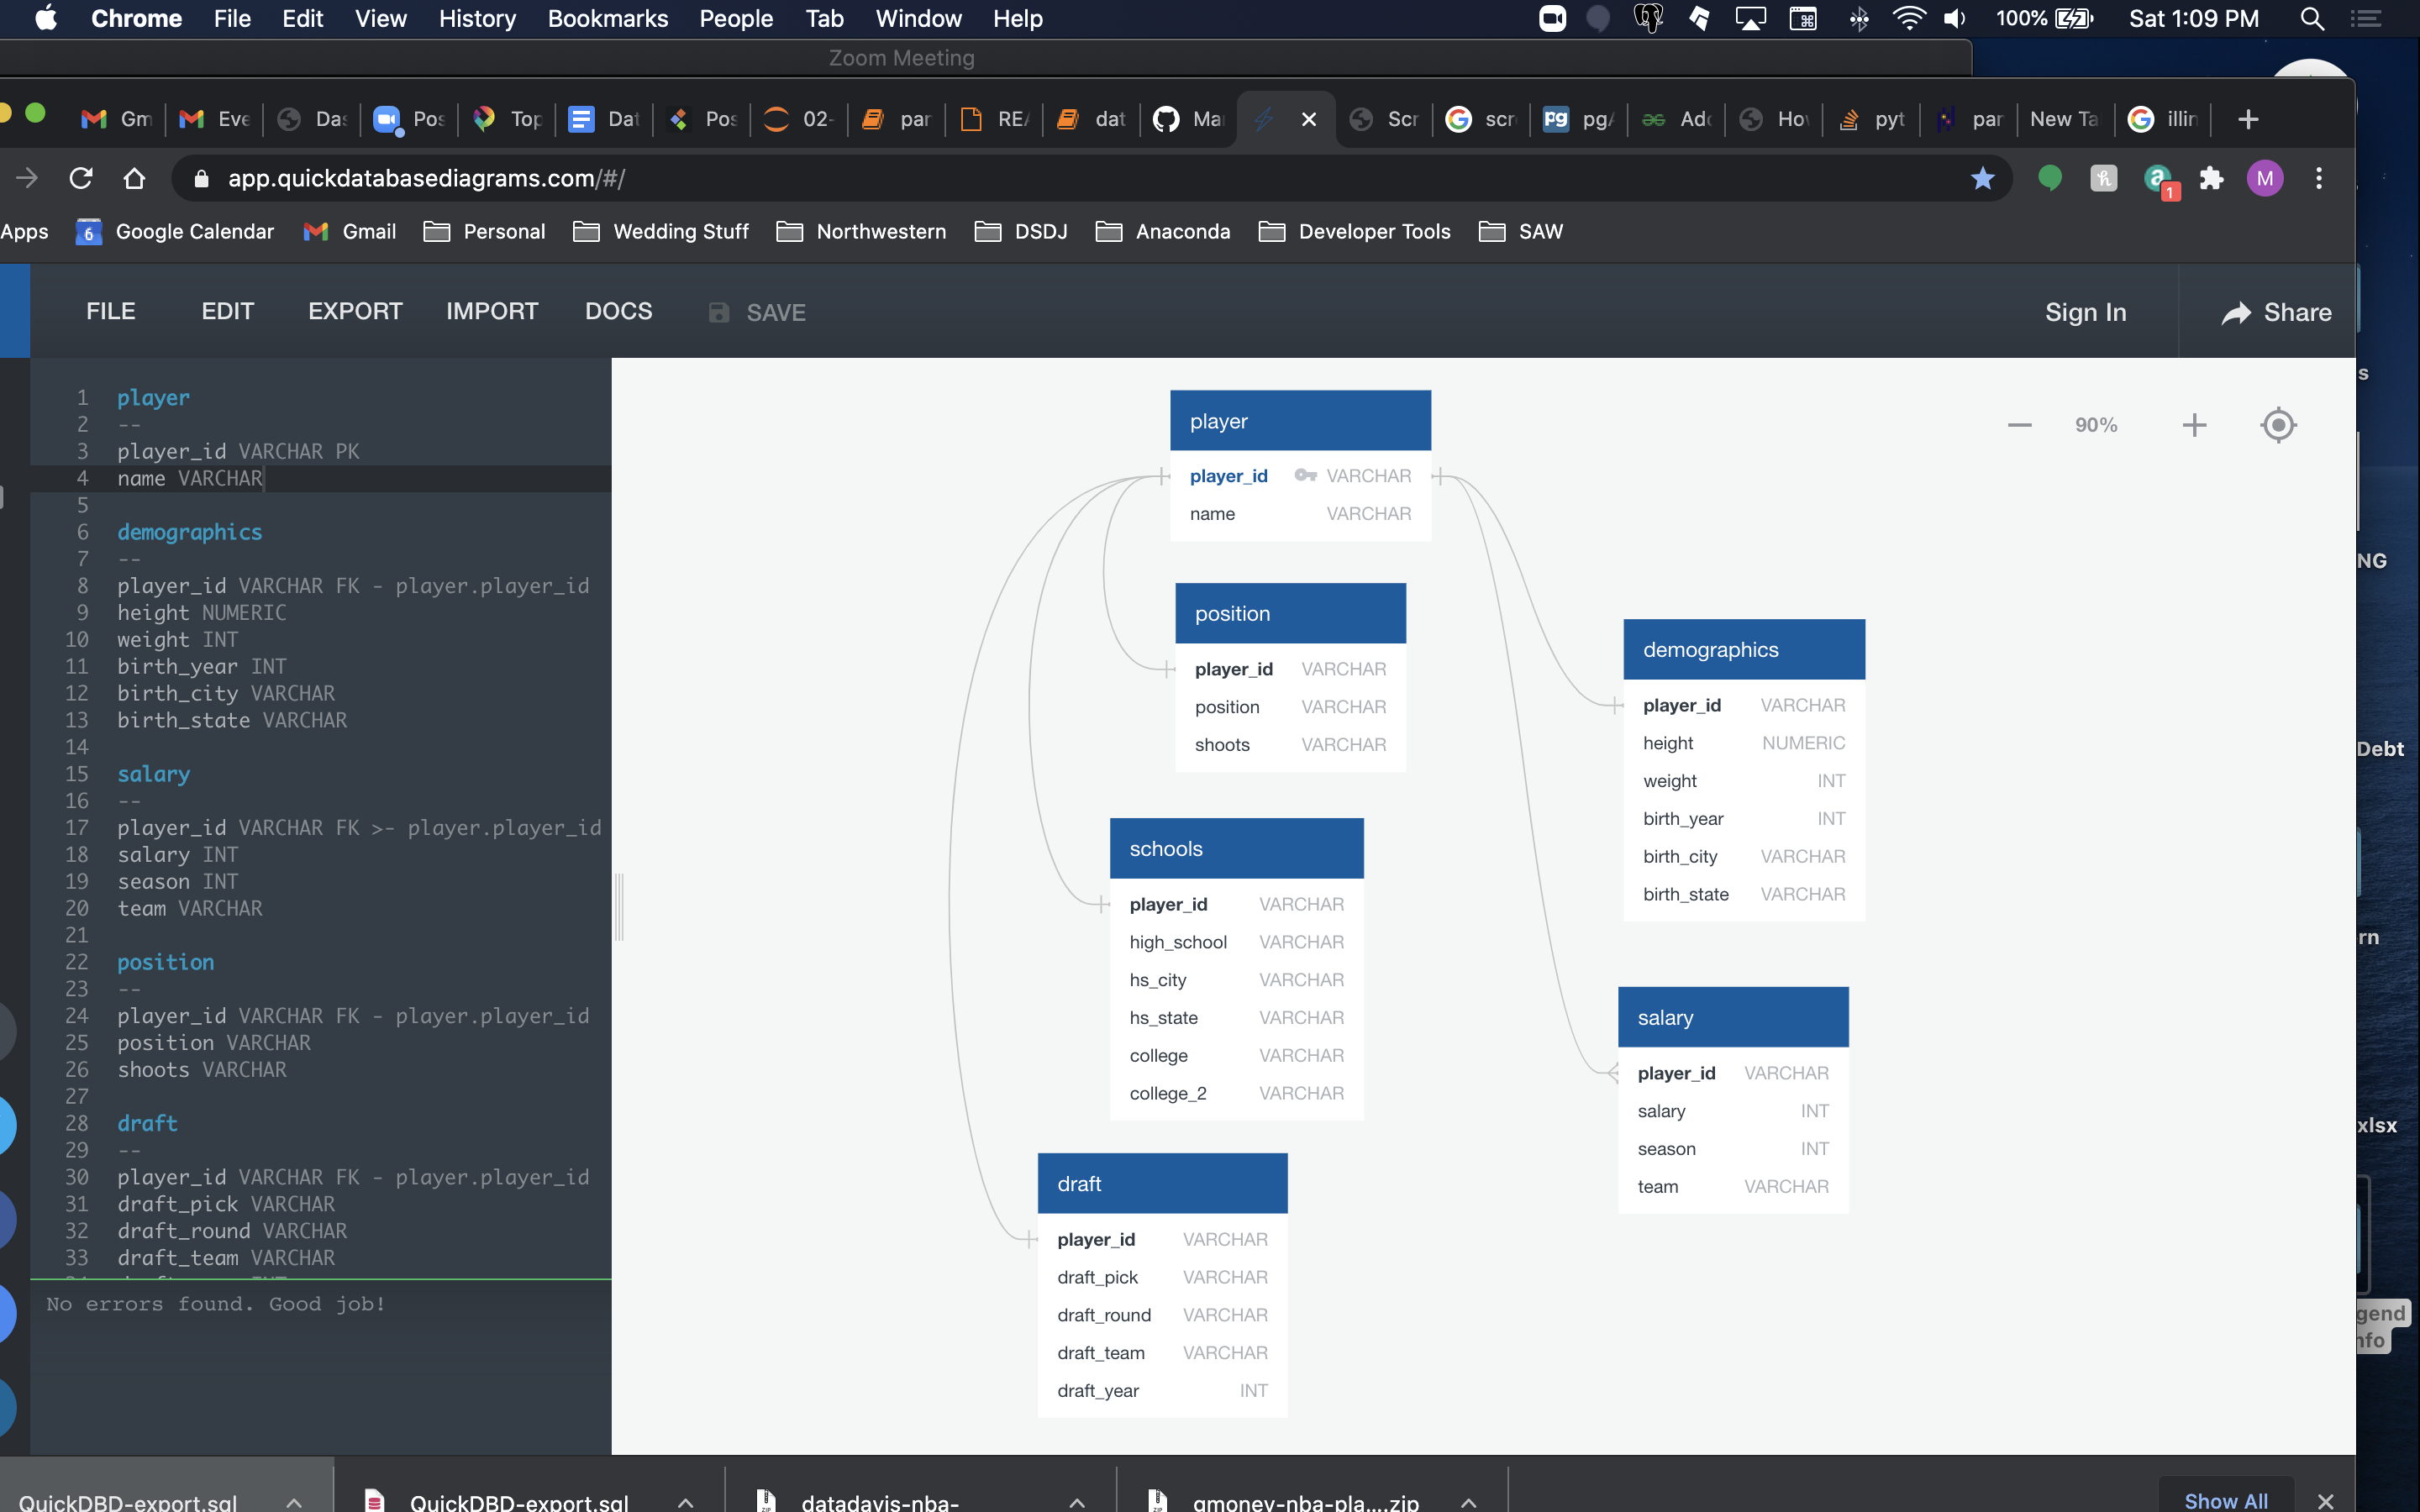 Chrome File Edit View History Bookmarks People Tab Window Help 100% Sat 1:09 PM
Zoom Meeting
Gm Eve Das Pos Top Dat Pos 02- par REA dat Ma Scr scr pgA Add How pyt par New Ta illir
app.quickdatabasediagrams.com/#/ M 1
Apps 6 Google Calendar Gmail Personal Wedding Stuff Northwestern DSDJ Anaconda Developer Tools SAW
FILE EDIT EXPORT IMPORT DOCS SAVE Sign In Share
1 player
2 --
3 player_id VARCHAR PK
4 name VARCHAR
5
6 demographics
7 --
8 player_id VARCHAR FK - player.player_id
9 height NUMERIC
10 weight INT
11 birth_year INT
12 birth_city VARCHAR
13 birth_state VARCHAR
14
15 salary
16 --
17 player_id VARCHAR FK >- player.player_id
18 salary INT
19 season INT
20 team VARCHAR
21
22 position
23 --
24 player_id VARCHAR FK - player.player_id
25 position VARCHAR
26 shoots VARCHAR
27
28 draft
29 --
30 player_id VARCHAR FK - player.player_id
31 draft_pick VARCHAR
32 draft_round VARCHAR
33 draft_team VARCHAR
No errors found. Good job!
90%
player
player_id VARCHAR
name VARCHAR
position
player_id VARCHAR
position VARCHAR
shoots VARCHAR
schools
player_id VARCHAR
high_school VARCHAR
hs_city VARCHAR
hs_state VARCHAR
college VARCHAR
college_2 VARCHAR
draft
player_id VARCHAR
draft_pick VARCHAR
draft_round VARCHAR
draft_team VARCHAR
draft_year INT
demographics
player_id VARCHAR
height NUMERIC
weight INT
birth_year INT
birth_city VARCHAR
birth_state VARCHAR
salary
player_id VARCHAR
salary INT
season INT
team VARCHAR
s
NG
Debt
rn
xlsx
gend
nfo
QuickDBD-export.sql QuickDBD-export.sql datadavis-nba- gmoney-nba-pla....zip Show All